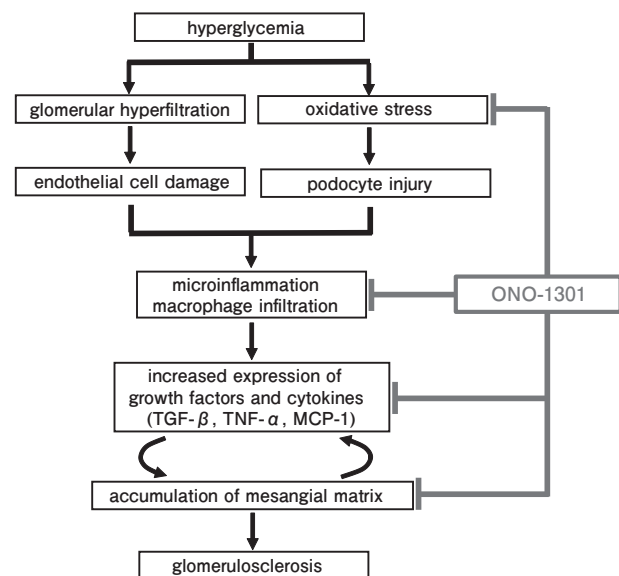 hyperglycemia
glomerular hyperfiltration
oxidative stress
endothelial cell damage
podocyte injury
microinflammation
macrophage infiltration
ONO-1301
increased expression of
growth factors and cytokines
(TGF-β, TNF-α, MCP-1)
accumulation of mesangial matrix
glomerulosclerosis